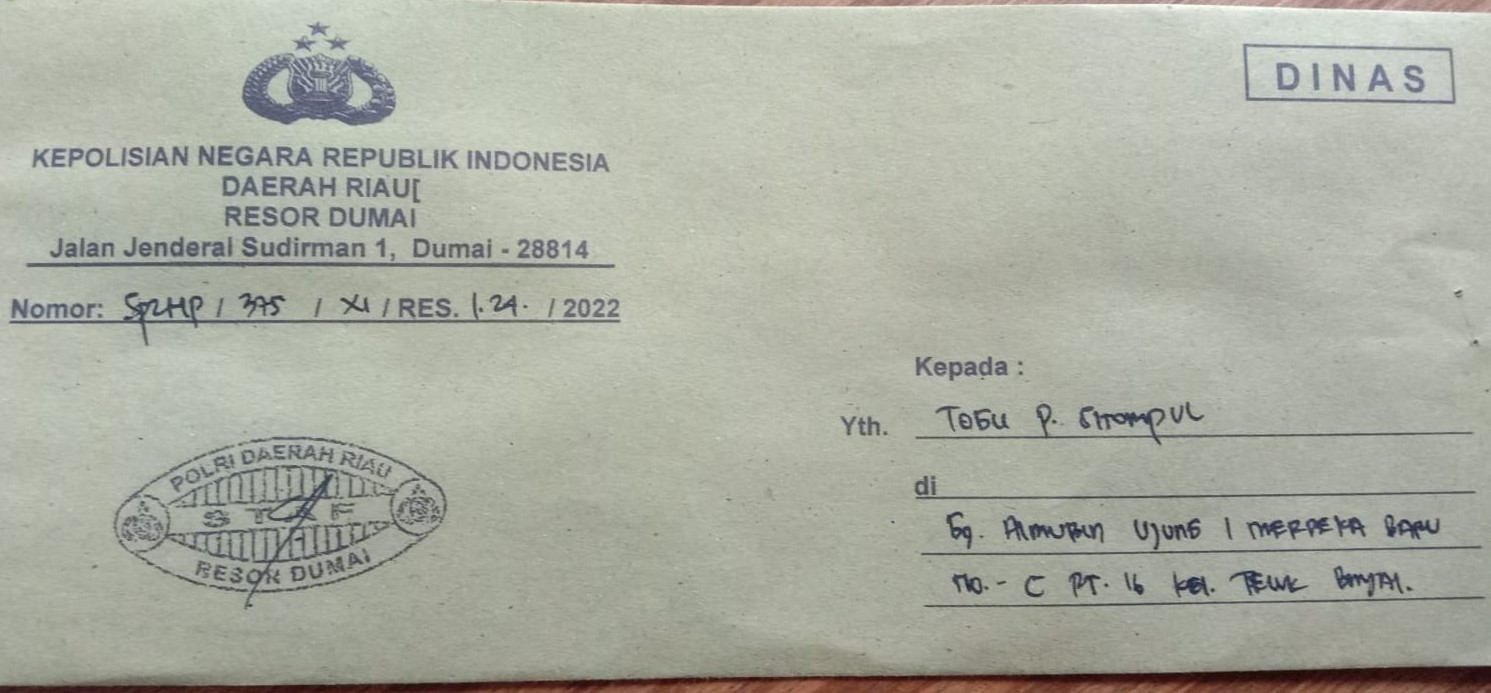 DINAS
KEPOLISIAN NEGARA REPUBLIK INDONESIA
DAERAH RIAU[
RESOR DUMAI
Jalan Jenderal Sudirman 1, Dumai - 28814
Nomor: Sp2HP / 375 / XI / RES. 1.24. / 2022
Kepada :
Yth. TOGU P. SITOMPUL
di
Gg. UJUNG / MERDEKA BARU
NO. - C RT. 16 KEL. TELUK BINJAI.
POLRI DAERAH RIAU
STAF
RESOR DUMAI